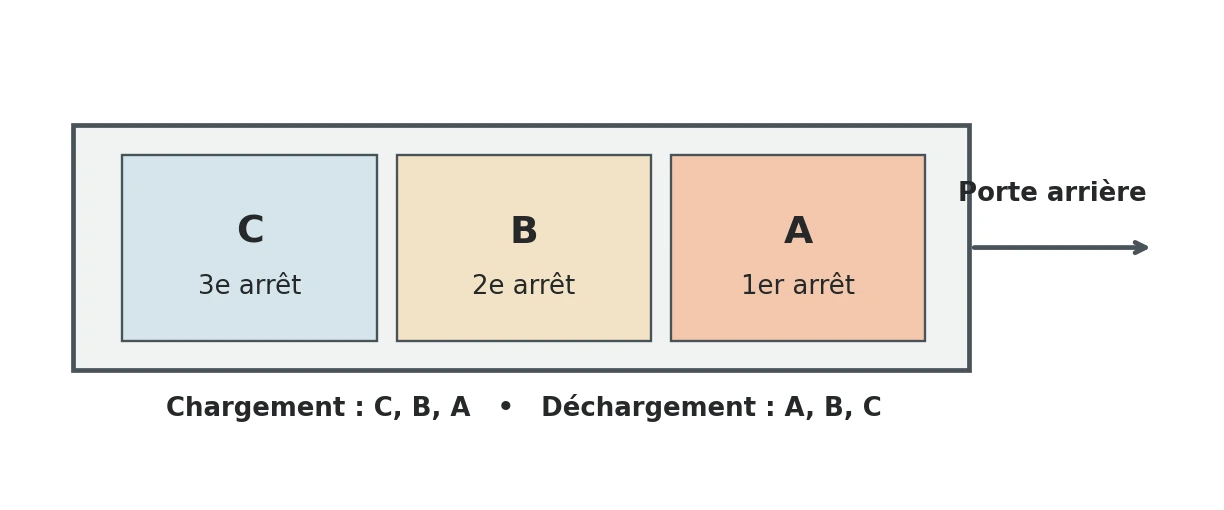 Porte arrière
C
3e arrêt
B
2e arrêt
A
1er arrêt
Chargement : C, B, A • Déchargement : A, B, C